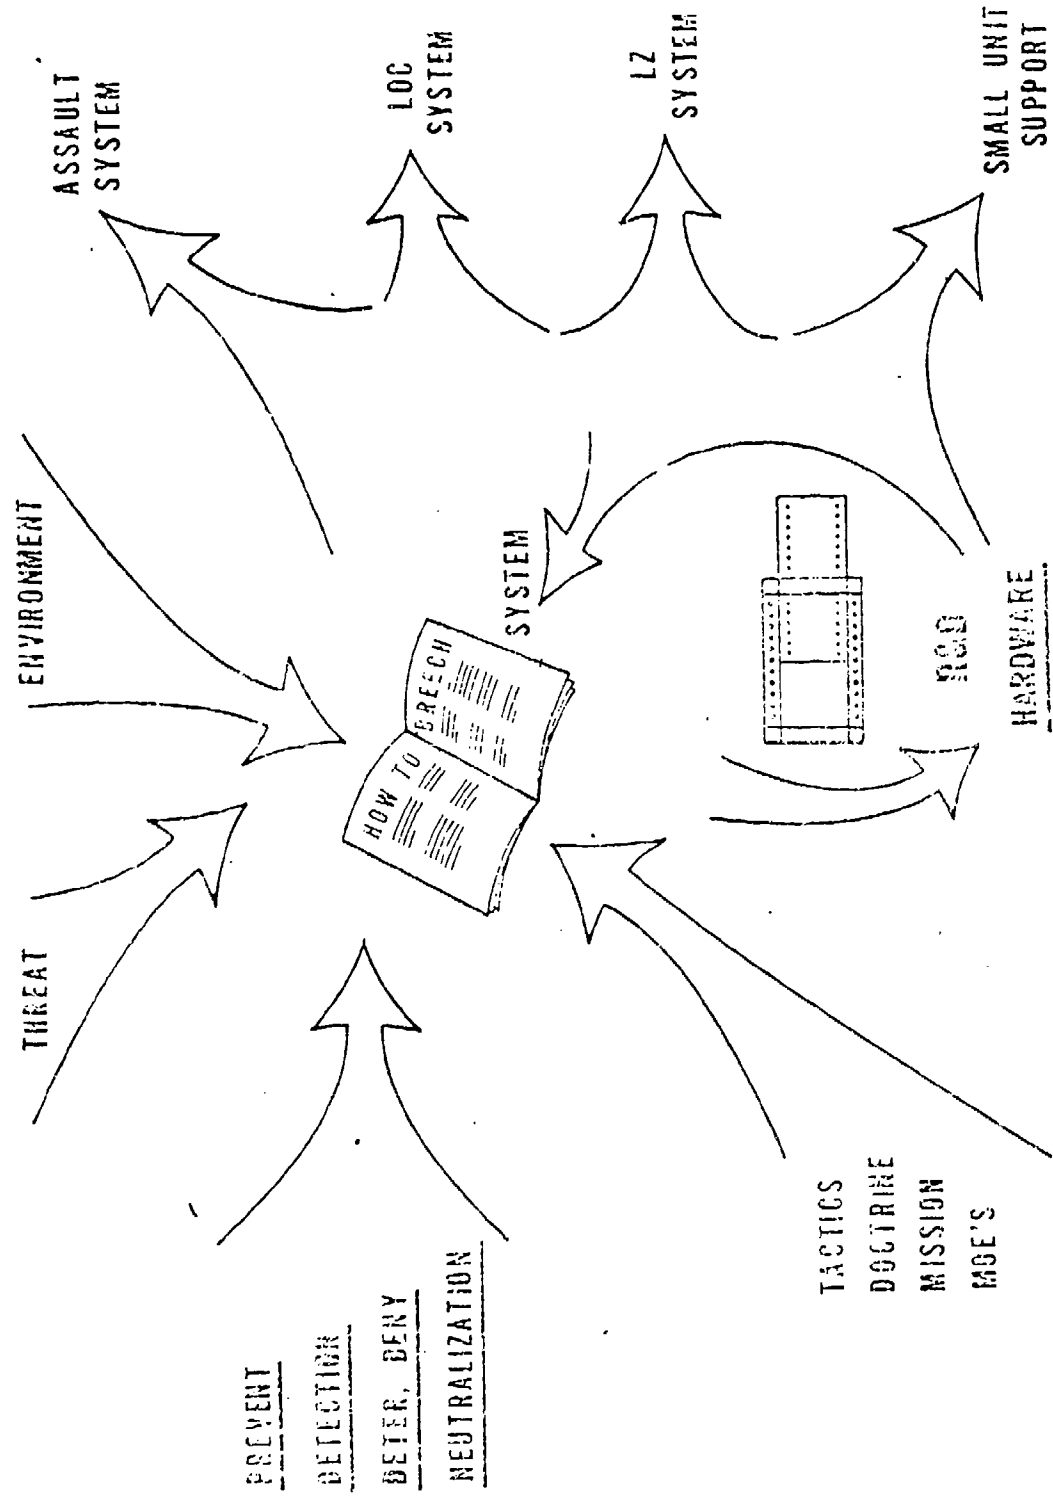 PREVENT
DETECTION
DETER, DENY
NEUTRALIZATION
THREAT
ENVIRONMENT
ASSAULT
SYSTEM
LOC
SYSTEM
LZ
SYSTEM
SMALL UNIT
SUPPORT
HOW TO BREECH
SYSTEM
TACTICS
DOCTRINE
MISSION
MOE'S
R&D
HARDWARE